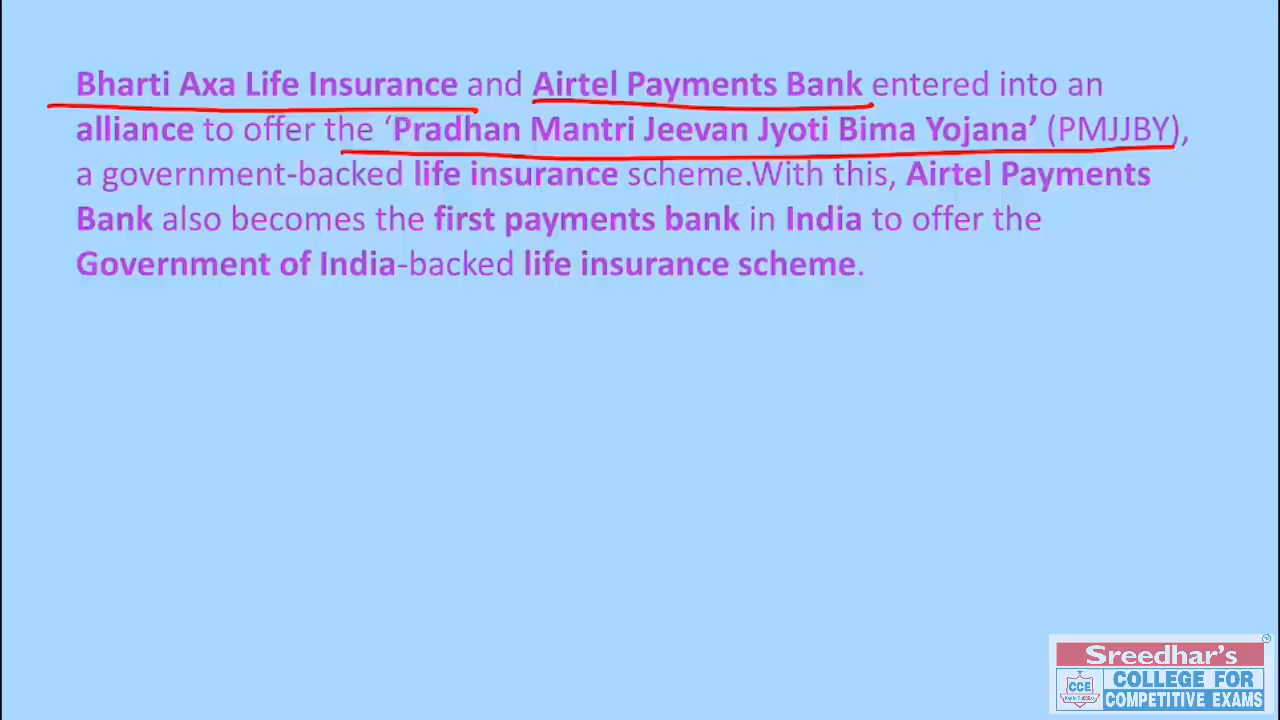 Bharti Axa Life Insurance and Airtel Payments Bank entered into an
alliance to offer the ‘Pradhan Mantri Jeevan Jyoti Bima Yojana’ (PMJJBY),
a government-backed life insurance scheme.With this, Airtel Payments
Bank also becomes the first payments bank in India to offer the
Government of India-backed life insurance scheme.
Sreedhar's
CCE
COLLEGE FOR
COMPETITIVE EXAMS